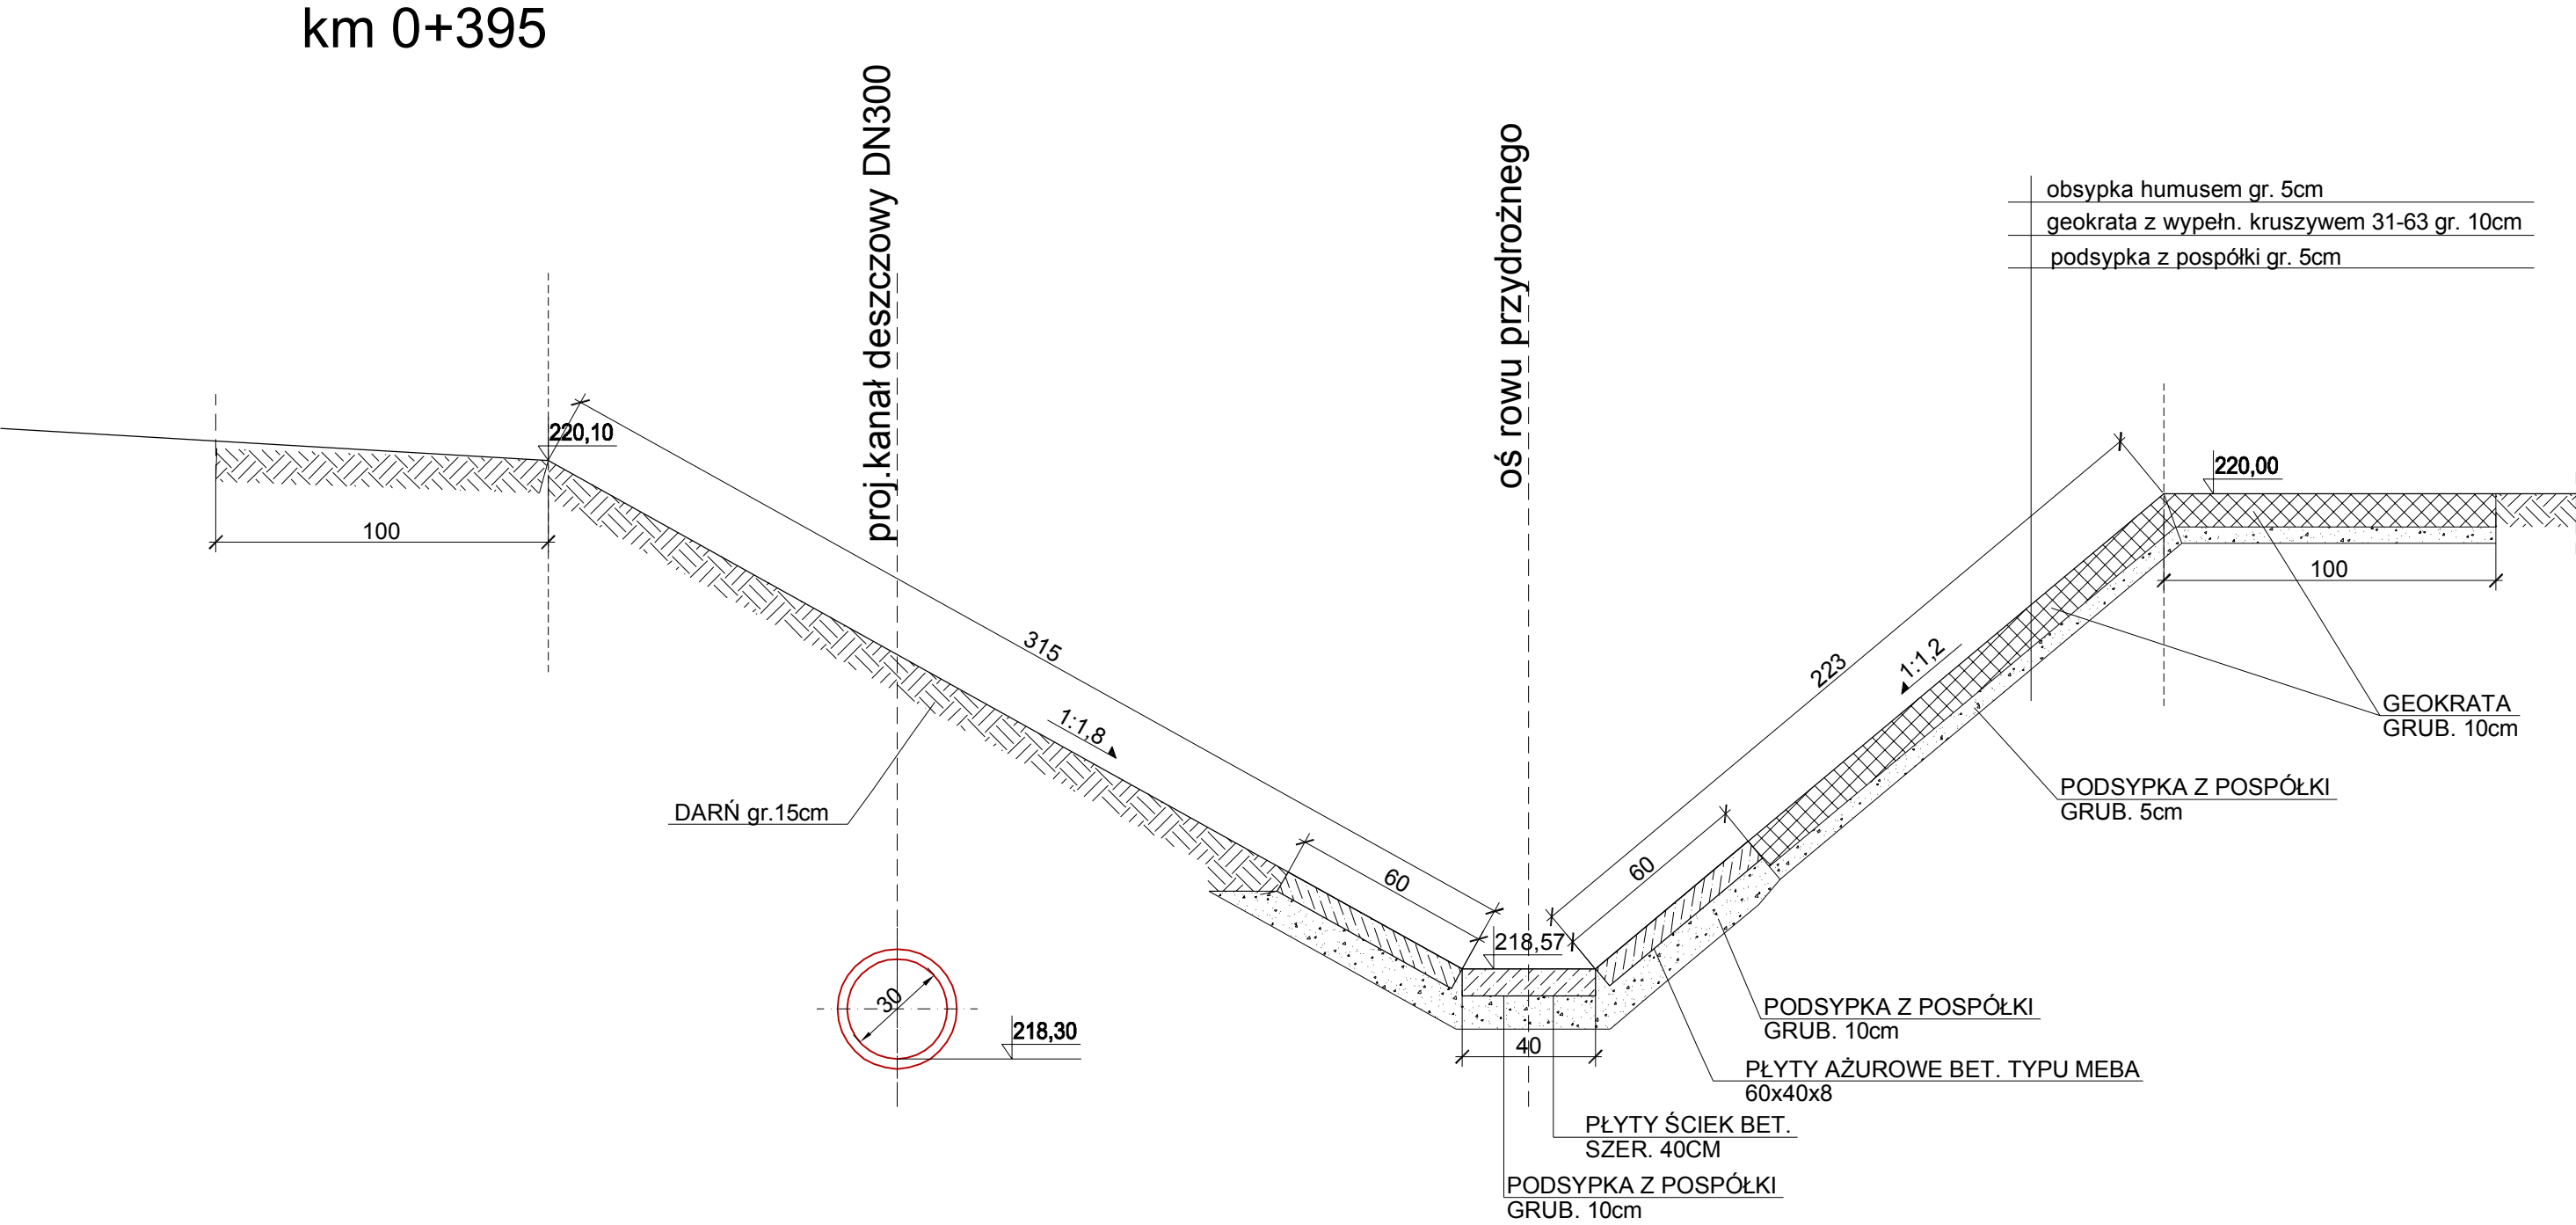 km 0+395
proj.kanał deszczowy DN300
oś rowu przydrożnego
obsypka humusem gr. 5cm
geokrata z wypełn. kruszywem 31-63 gr. 10cm
podsypka z pospółki gr. 5cm
220,10
220,00
100
100
315
223
1:1,2
1:1,8
GEOKRATA
GRUB. 10cm
PODSYPKA Z POSPÓŁKI
GRUB. 5cm
DARŃ gr.15cm
60
60
218,57
30
218,30
40
PODSYPKA Z POSPÓŁKI
GRUB. 10cm
PŁYTY AŻUROWE BET. TYPU MEBA
60x40x8
PŁYTY ŚCIEK BET.
SZER. 40CM
PODSYPKA Z POSPÓŁKI
GRUB. 10cm